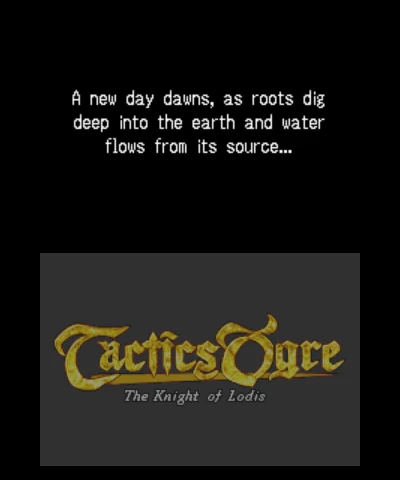 A new day dawns, as roots dig
deep into the earth and water
flows from its source...
Tactics Ogre
The Knight of Lodis